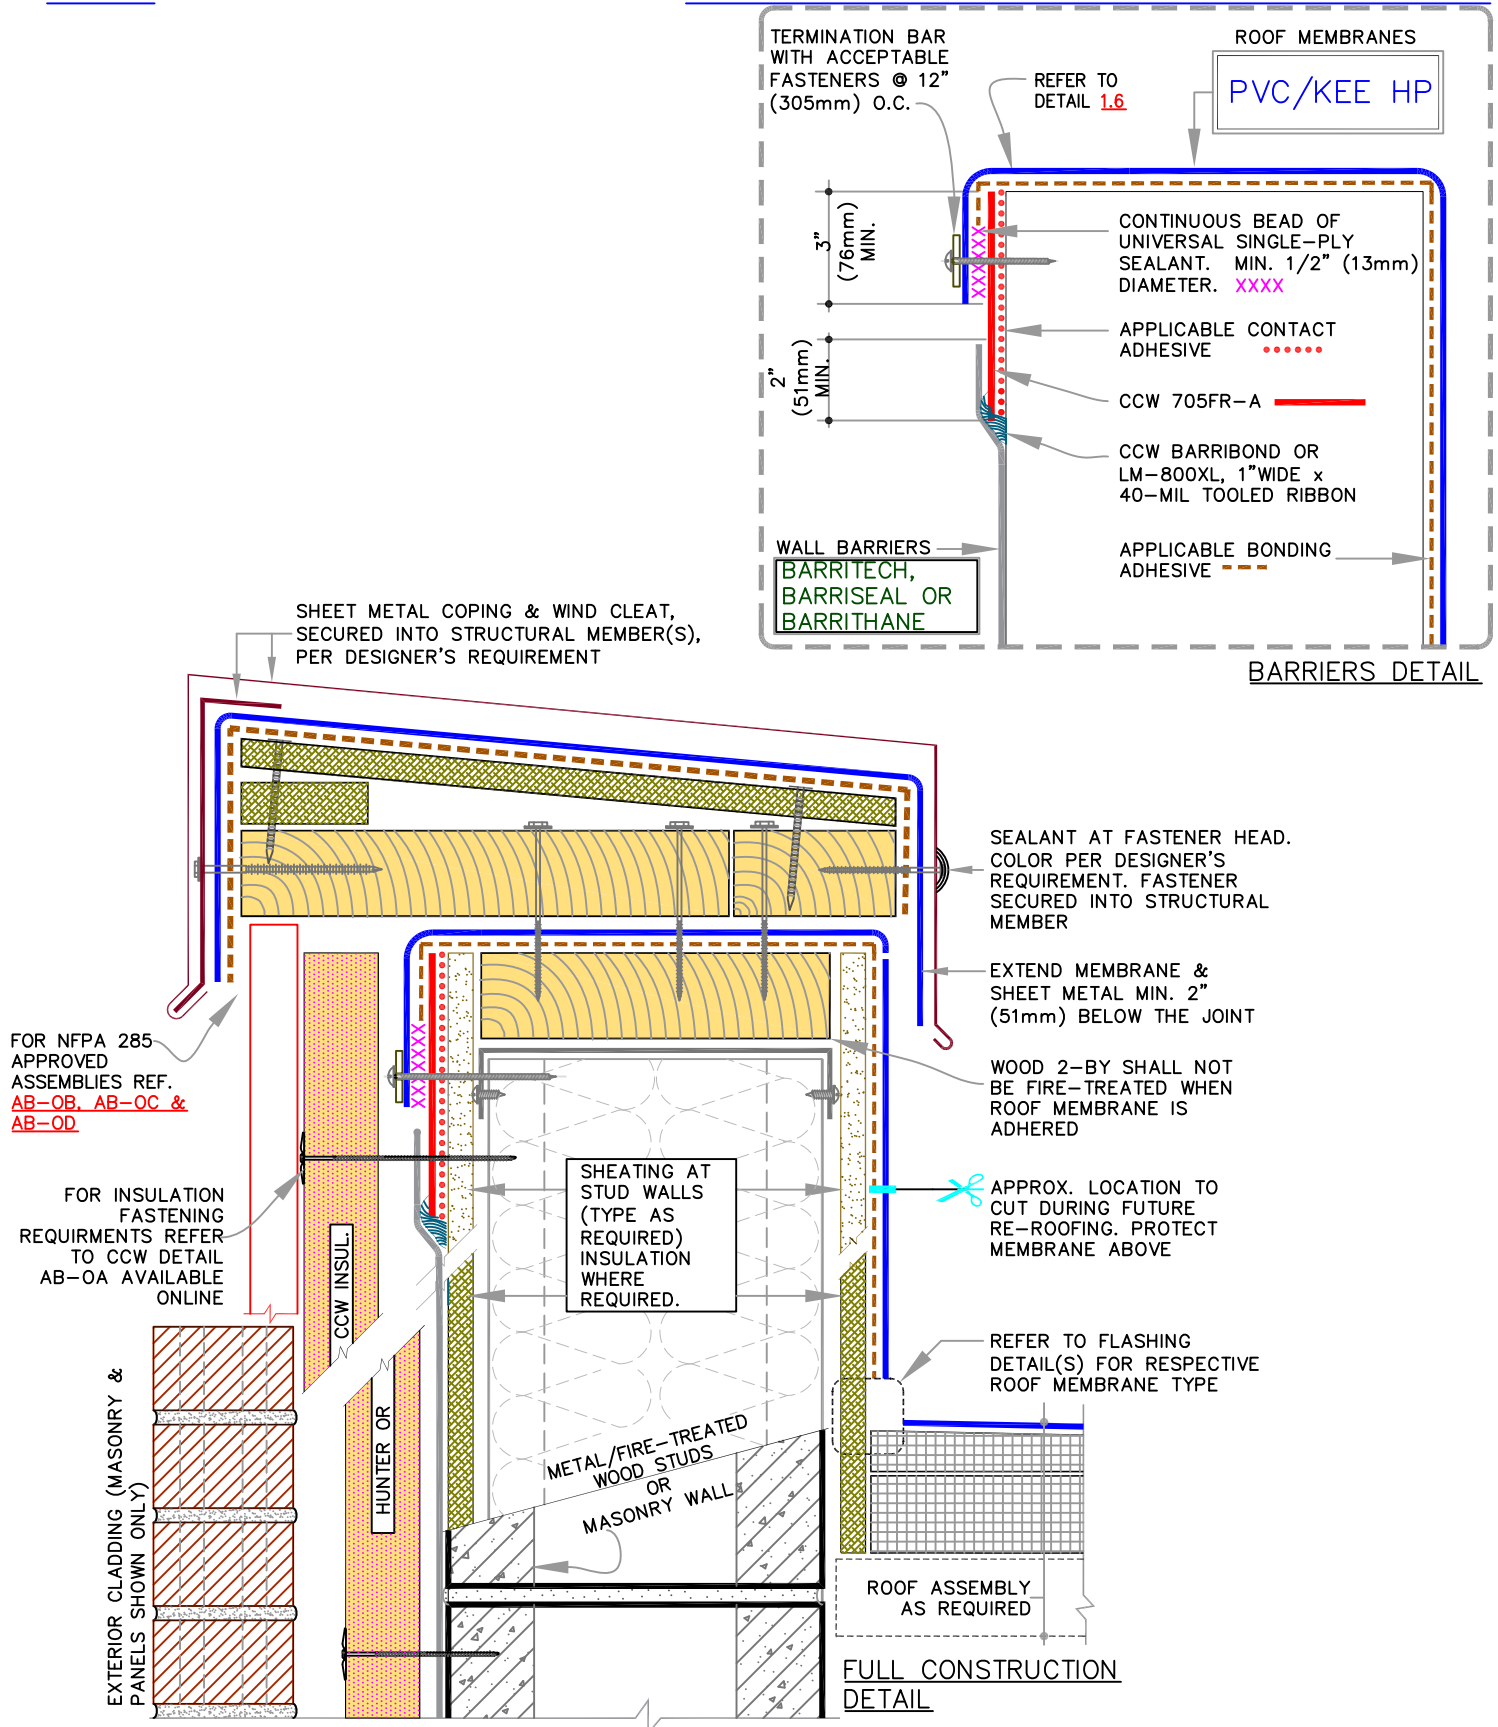 TERMINATION BAR
WITH ACCEPTABLE
FASTENERS @ 12"
(305mm) O.C.
REFER TO
DETAIL 1.6
ROOF MEMBRANES
PVC/KEE HP
3"
(76mm)
MIN.
2"
(51mm)
MIN.
CONTINUOUS BEAD OF
UNIVERSAL SINGLE-PLY
SEALANT. MIN. 1/2" (13mm)
DIAMETER. XXXX
APPLICABLE CONTACT
ADHESIVE
CCW 705FR-A
CCW BARRIBOND OR
LM-800XL, 1"WIDE x
40-MIL TOOLED RIBBON
APPLICABLE BONDING
ADHESIVE
WALL BARRIERS
BARRITECH,
BARRISEAL OR
BARRITHANE
BARRIERS DETAIL
SHEET METAL COPING & WIND CLEAT,
SECURED INTO STRUCTURAL MEMBER(S),
PER DESIGNER'S REQUIREMENT
SEALANT AT FASTENER HEAD.
COLOR PER DESIGNER'S
REQUIREMENT. FASTENER
SECURED INTO STRUCTURAL
MEMBER
EXTEND MEMBRANE &
SHEET METAL MIN. 2"
(51mm) BELOW THE JOINT
WOOD 2-BY SHALL NOT
BE FIRE-TREATED WHEN
ROOF MEMBRANE IS
ADHERED
FOR NFPA 285
APPROVED
ASSEMBLIES REF.
AB-OB, AB-OC &
AB-OD
FOR INSULATION
FASTENING
REQUIRMENTS REFER
TO CCW DETAIL
AB-OA AVAILABLE
ONLINE
SHEATING AT
STUD WALLS
(TYPE AS
REQUIRED)
INSULATION
WHERE
REQUIRED.
APPROX. LOCATION TO
CUT DURING FUTURE
RE-ROOFING. PROTECT
MEMBRANE ABOVE
CCW INSUL.
HUNTER OR
REFER TO FLASHING
DETAIL(S) FOR RESPECTIVE
ROOF MEMBRANE TYPE
METAL/FIRE-TREATED
WOOD STUDS
OR
MASONRY WALL
EXTERIOR CLADDING (MASONRY &
PANELS SHOWN ONLY)
ROOF ASSEMBLY
AS REQUIRED
FULL CONSTRUCTION
DETAIL